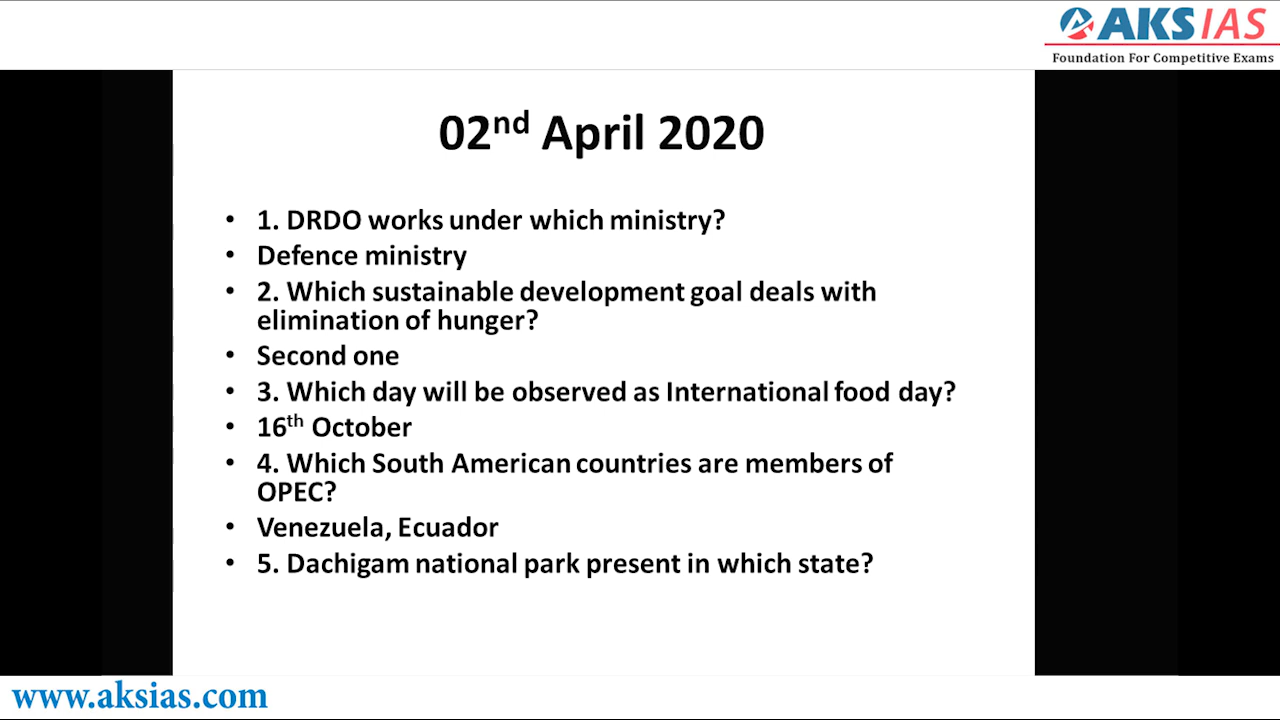 AKS IAS
Foundation For Competitive Exams
02nd April 2020
• 1. DRDO works under which ministry?
• Defence ministry
• 2. Which sustainable development goal deals with
elimination of hunger?
• Second one
• 3. Which day will be observed as International food day?
• 16th October
• 4. Which South American countries are members of
OPEC?
• Venezuela, Ecuador
• 5. Dachigam national park present in which state?
www.aksias.com